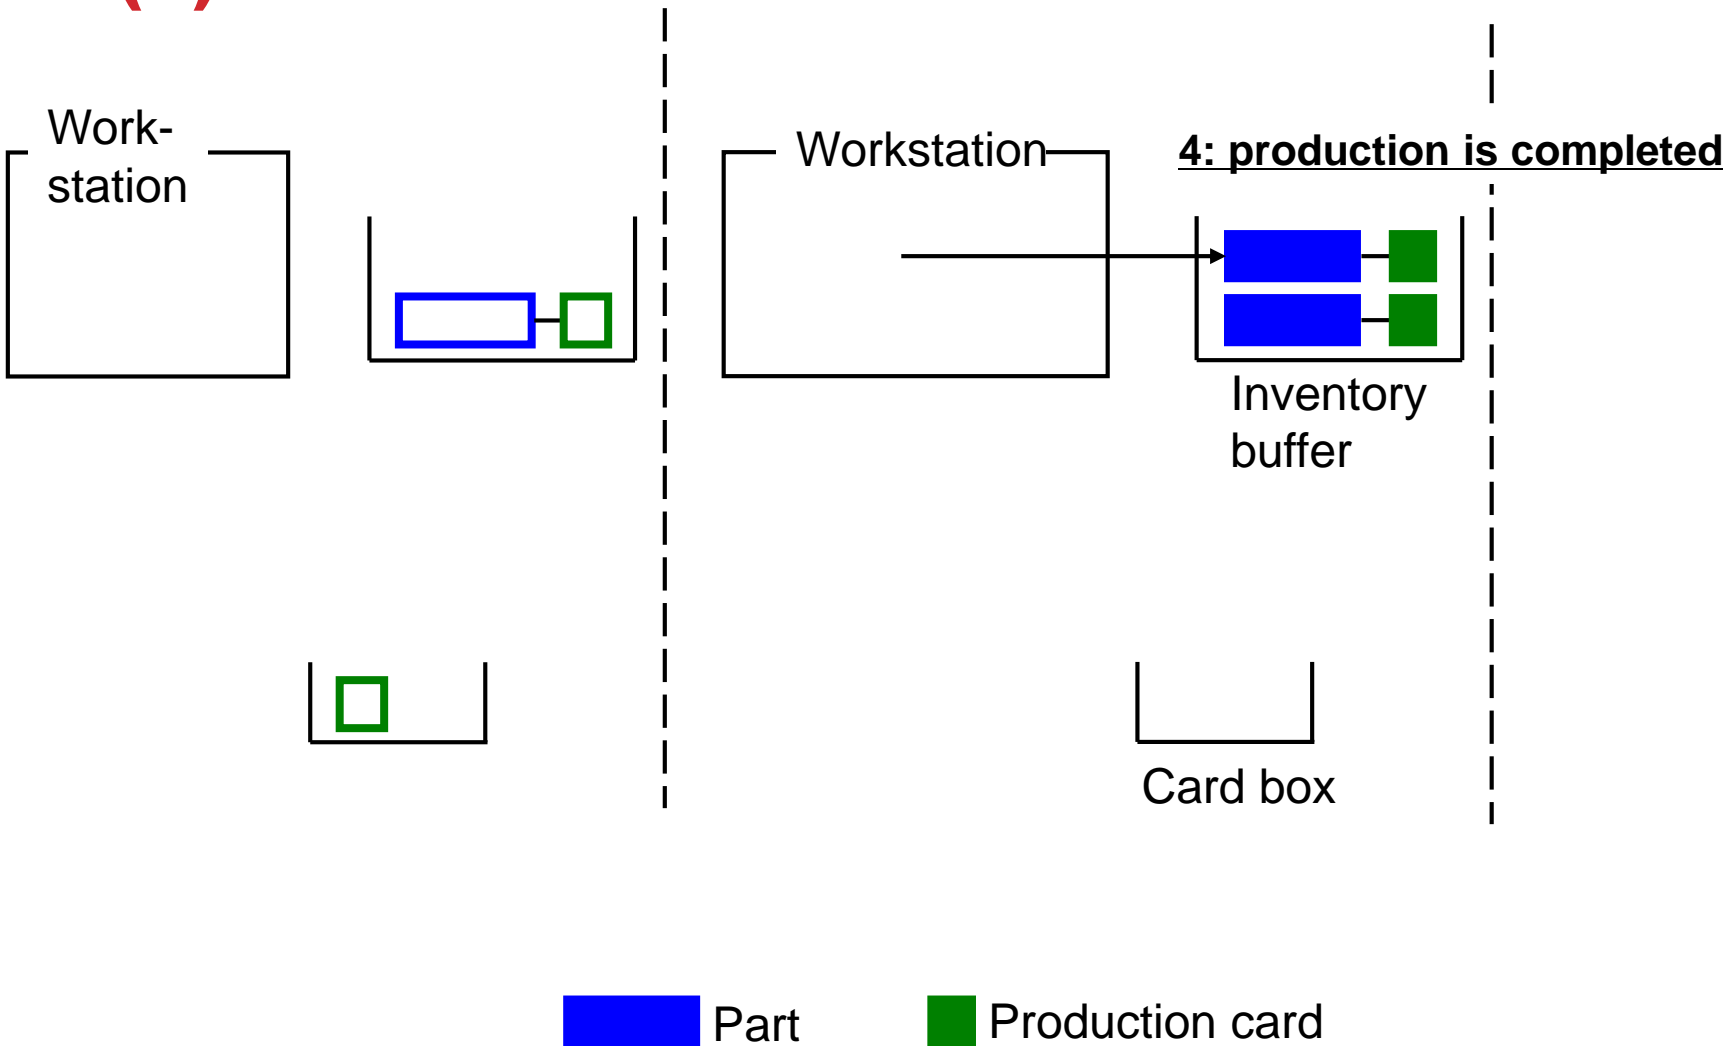 Work-
station
Workstation
4: production is completed
Inventory
buffer
Card box
Part
Production card